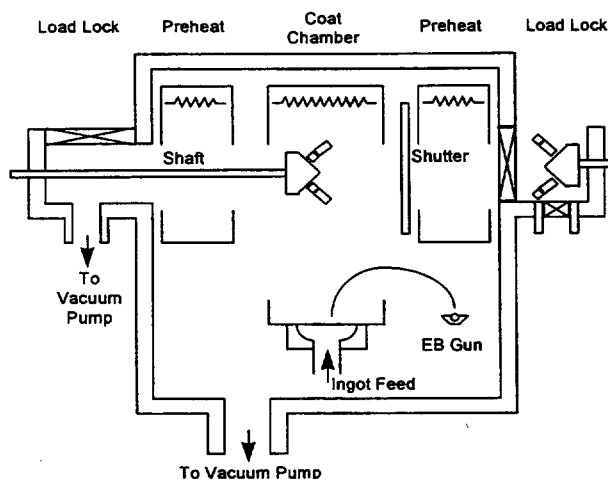 Load Lock
Preheat
Coat
Chamber
Preheat
Load Lock
Shaft
Shutter
To
Vacuum
Pump
EB Gun
Ingot Feed
To Vacuum Pump